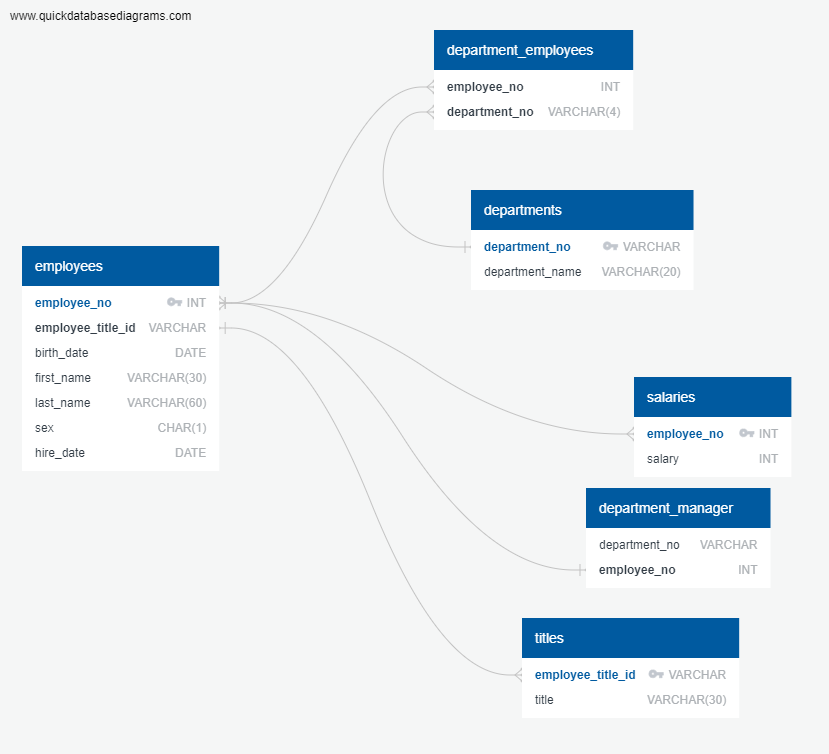 www.quickdatabasediagrams.com
department_employees
employee_no INT
department_no VARCHAR(4)
departments
department_no VARCHAR
department_name VARCHAR(20)
employees
employee_no INT
employee_title_id VARCHAR
birth_date DATE
first_name VARCHAR(30)
last_name VARCHAR(60)
sex CHAR(1)
hire_date DATE
salaries
employee_no INT
salary INT
department_manager
department_no VARCHAR
employee_no INT
titles
employee_title_id VARCHAR
title VARCHAR(30)